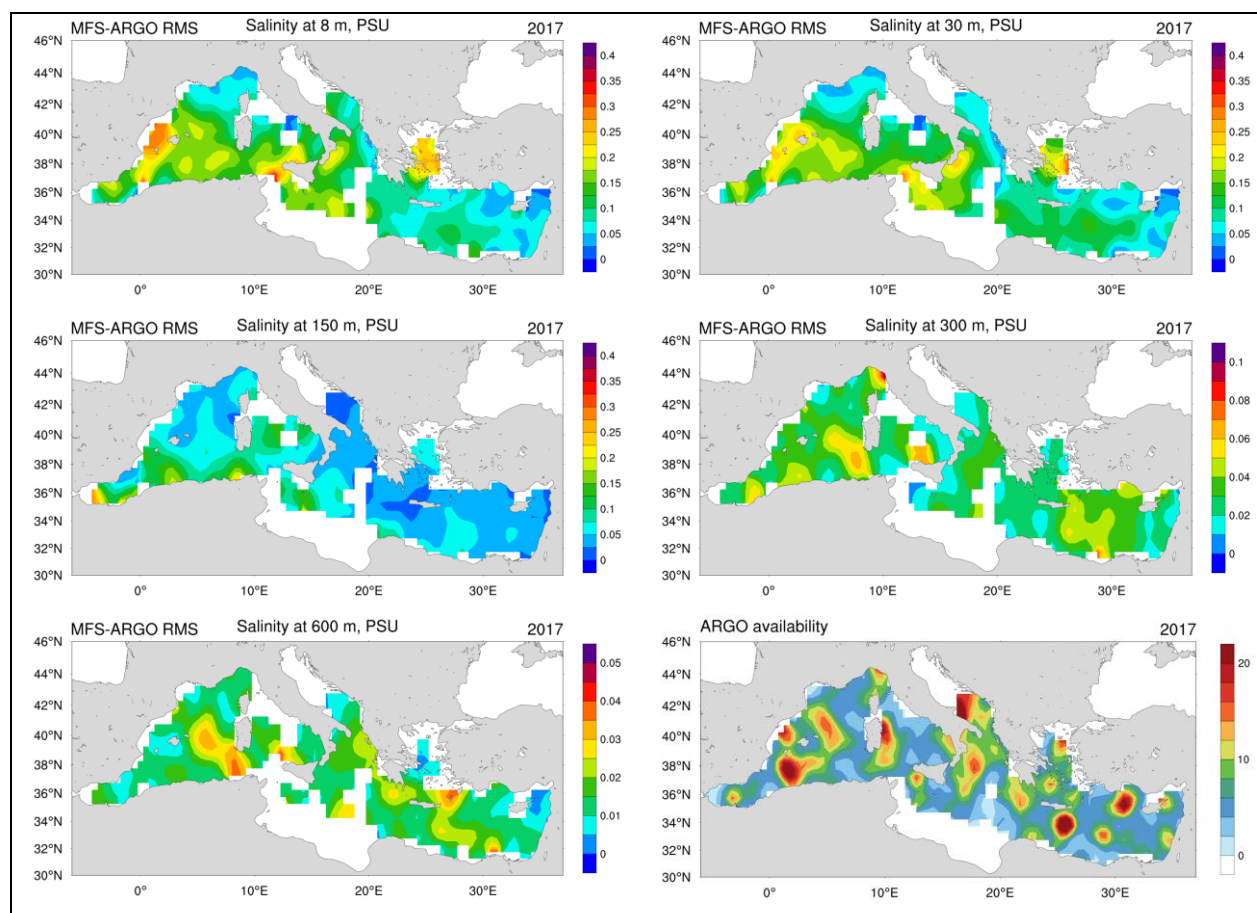 MFS-ARGO RMS Salinity at 8 m, PSU 2017
46°N
44°N
42°N
40°N
38°N
36°N
34°N
32°N
30°N
0° 10°E 20°E 30°E
0.4
0.35
0.3
0.25
0.2
0.15
0.1
0.05
0
MFS-ARGO RMS Salinity at 30 m, PSU 2017
46°N
44°N
42°N
40°N
38°N
36°N
34°N
32°N
30°N
0° 10°E 20°E 30°E
0.4
0.35
0.3
0.25
0.2
0.15
0.1
0.05
0
MFS-ARGO RMS Salinity at 150 m, PSU 2017
46°N
44°N
42°N
40°N
38°N
36°N
34°N
32°N
30°N
0° 10°E 20°E 30°E
0.4
0.35
0.3
0.25
0.2
0.15
0.1
0.05
0
MFS-ARGO RMS Salinity at 300 m, PSU 2017
46°N
44°N
42°N
40°N
38°N
36°N
34°N
32°N
30°N
0° 10°E 20°E 30°E
0.1
0.08
0.06
0.04
0.02
0
MFS-ARGO RMS Salinity at 600 m, PSU 2017
46°N
44°N
42°N
40°N
38°N
36°N
34°N
32°N
30°N
0° 10°E 20°E 30°E
0.05
0.04
0.03
0.02
0.01
0
ARGO availability 2017
46°N
44°N
42°N
40°N
38°N
36°N
34°N
32°N
30°N
0° 10°E 20°E 30°E
20
10
0